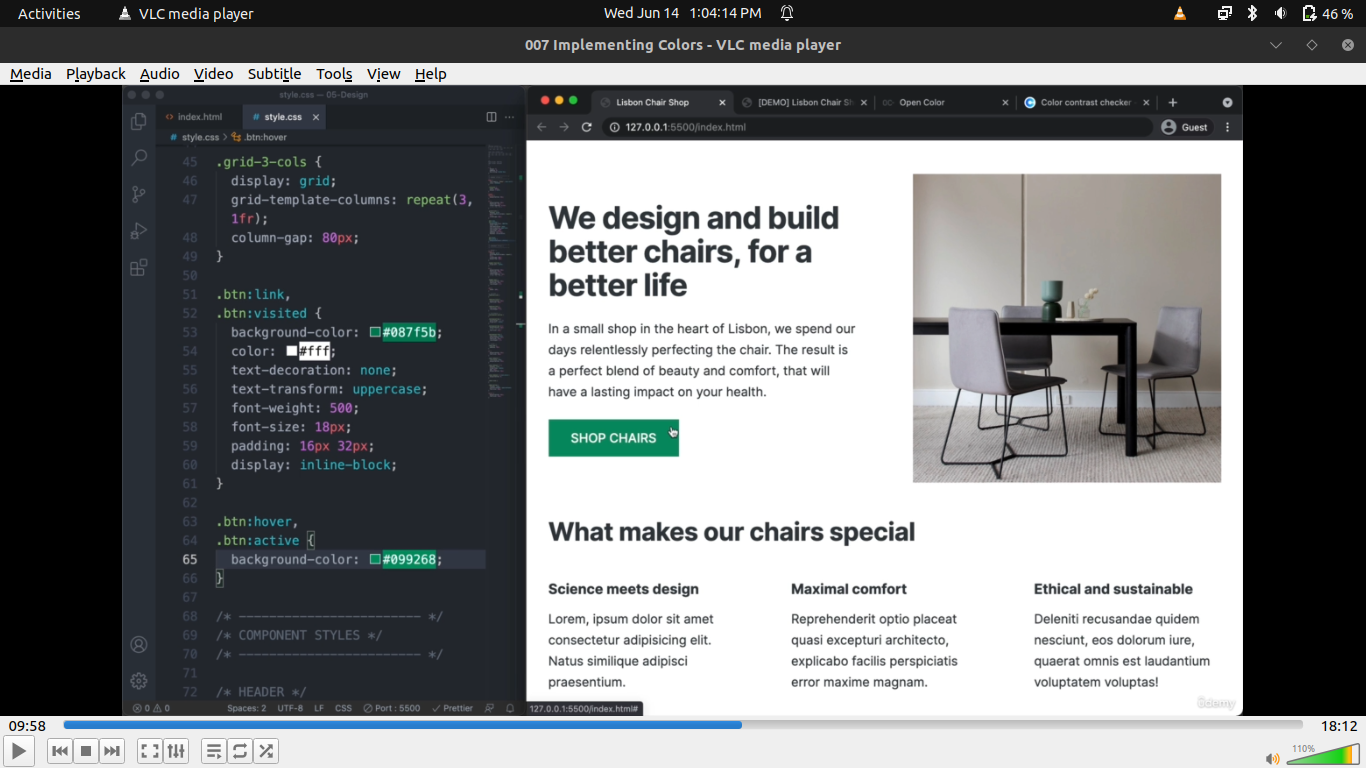 Activities
VLC media player
Wed Jun 14 1:04:14 PM
46 %
007 Implementing Colors - VLC media player
Media Playback Audio Video Subtitle Tools View Help
style.css — 05-Design
index.html
style.css
style.css > .btn:hover
45 .grid-3-cols {
46 display: grid;
47 grid-template-columns: repeat(3,
1fr);
48 column-gap: 80px;
49 }
50
51 .btn:link,
52 .btn:visited {
53 background-color: #087f5b;
54 color: #fff;
55 text-decoration: none;
56 text-transform: uppercase;
57 font-weight: 500;
58 font-size: 18px;
59 padding: 16px 32px;
60 display: inline-block;
61 }
62
63 .btn:hover,
64 .btn:active {
65 background-color: #099268;
66 }
67
68 /* ------------------------ */
69 /* COMPONENT STYLES */
70 /* ------------------------ */
71
72 /* HEADER */
0 0 Spaces: 2 UTF-8 LF CSS Port : 5500 Prettier
Lisbon Chair Shop
[DEMO] Lisbon Chair Sh
Open Color
Color contrast checker
127.0.0.1:5500/index.html
Guest
We design and build
better chairs, for a
better life
In a small shop in the heart of Lisbon, we spend our
days relentlessly perfecting the chair. The result is
a perfect blend of beauty and comfort, that will
have a lasting impact on your health.
SHOP CHAIRS
What makes our chairs special
Science meets design
Lorem, ipsum dolor sit amet
consectetur adipisicing elit.
Natus similique adipisci
praesentium.
Maximal comfort
Reprehenderit optio placeat
quasi excepturi architecto,
explicabo facilis perspiciatis
error maxime magnam.
Ethical and sustainable
Deleniti recusandae quidem
nesciunt, eos dolorum iure,
quaerat omnis est laudantium
voluptatem voluptas!
127.0.0.1:5500/index.html#
ûdemy
09:58
18:12
110%